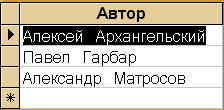 Автор
Алексей Архангельский
Павел Гарбар
Александр Матросов